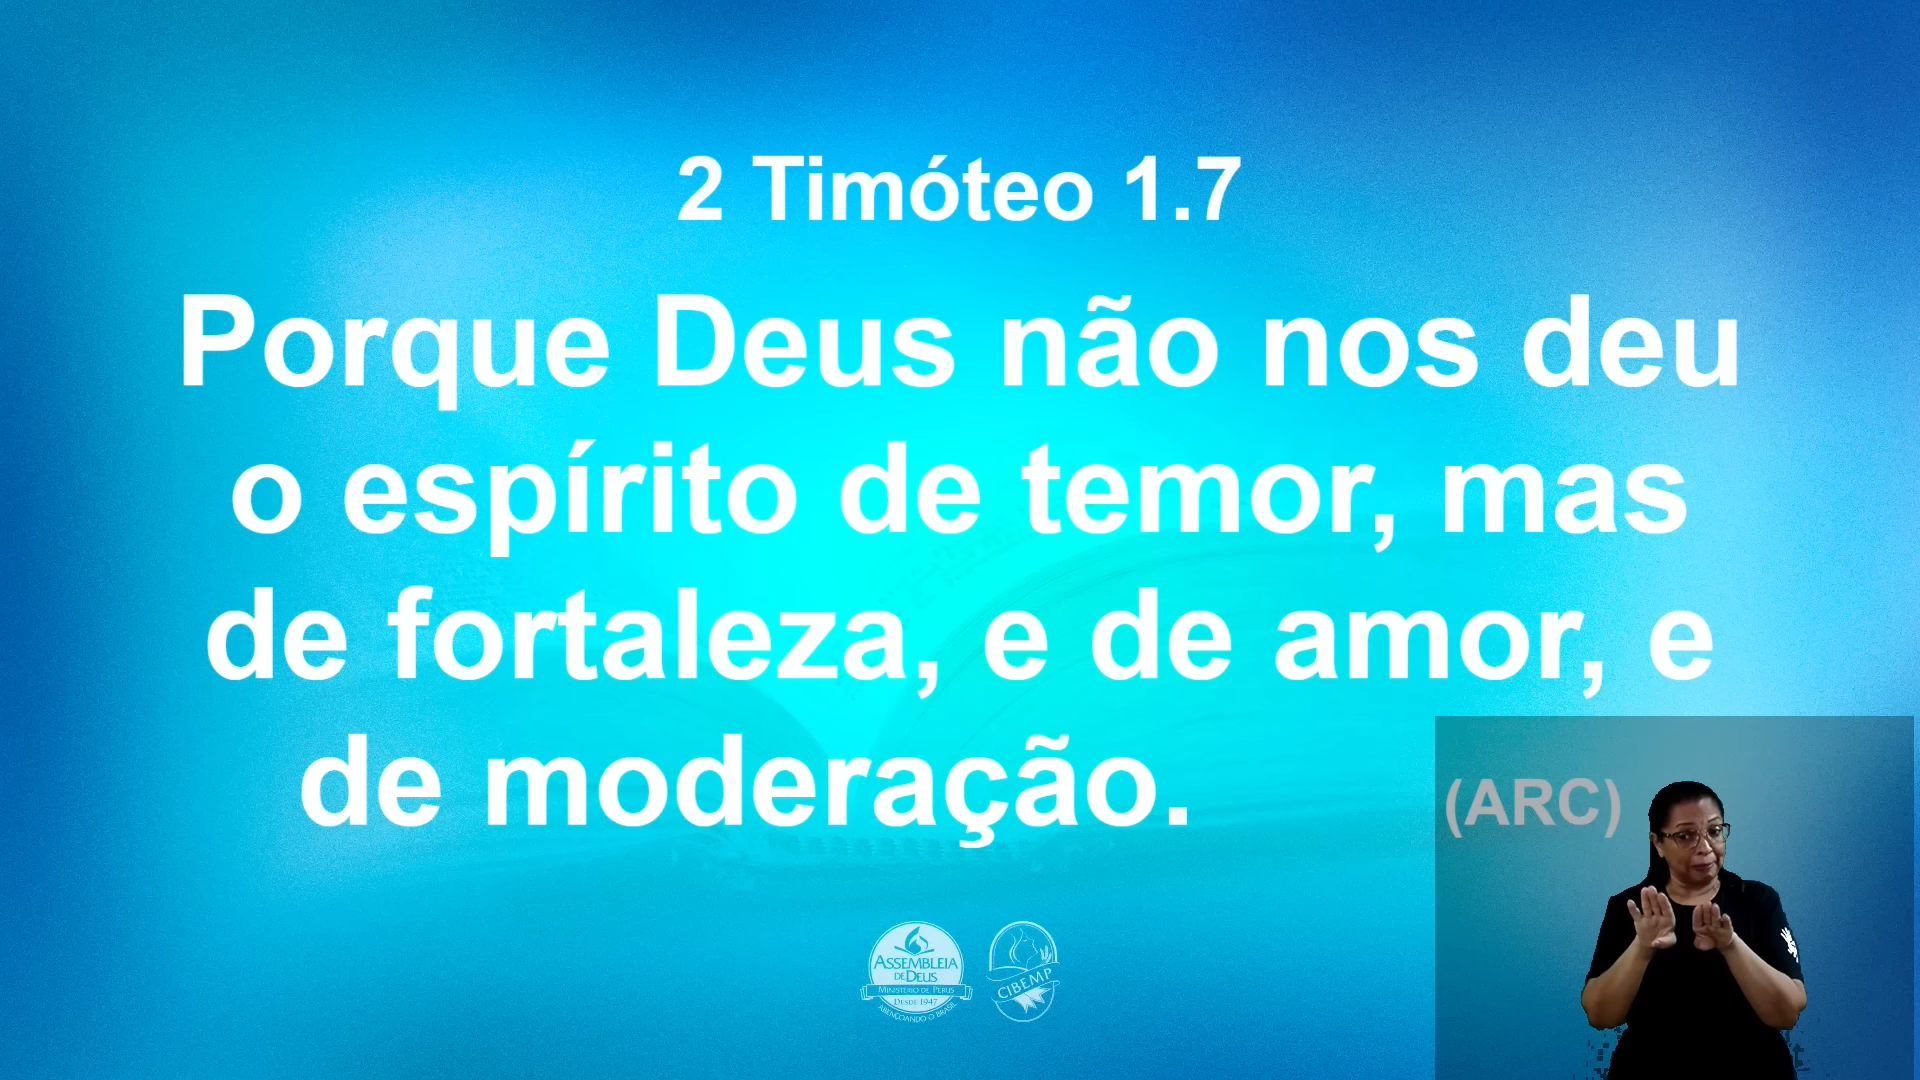 2 Timóteo 1.7
Porque Deus não nos deu
o espírito de temor, mas
de fortaleza, e de amor, e
de moderação. (ARC)
ASSEMBLEIA
DE DEUS
MINISTÉRIO DE PERUS
DESDE 1947
ABENÇOANDO O BRASIL
CIBEMP